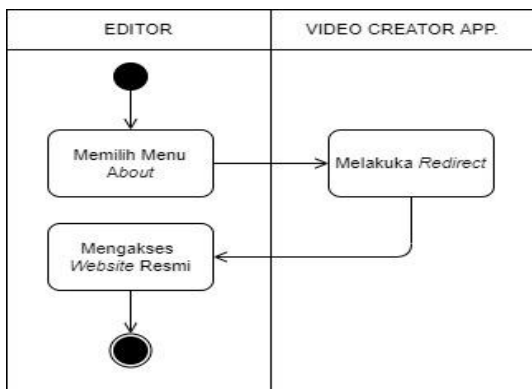 EDITOR
VIDEO CREATOR APP.
Memilih Menu
About
Melakuka Redirect
Mengakses
Website Resmi